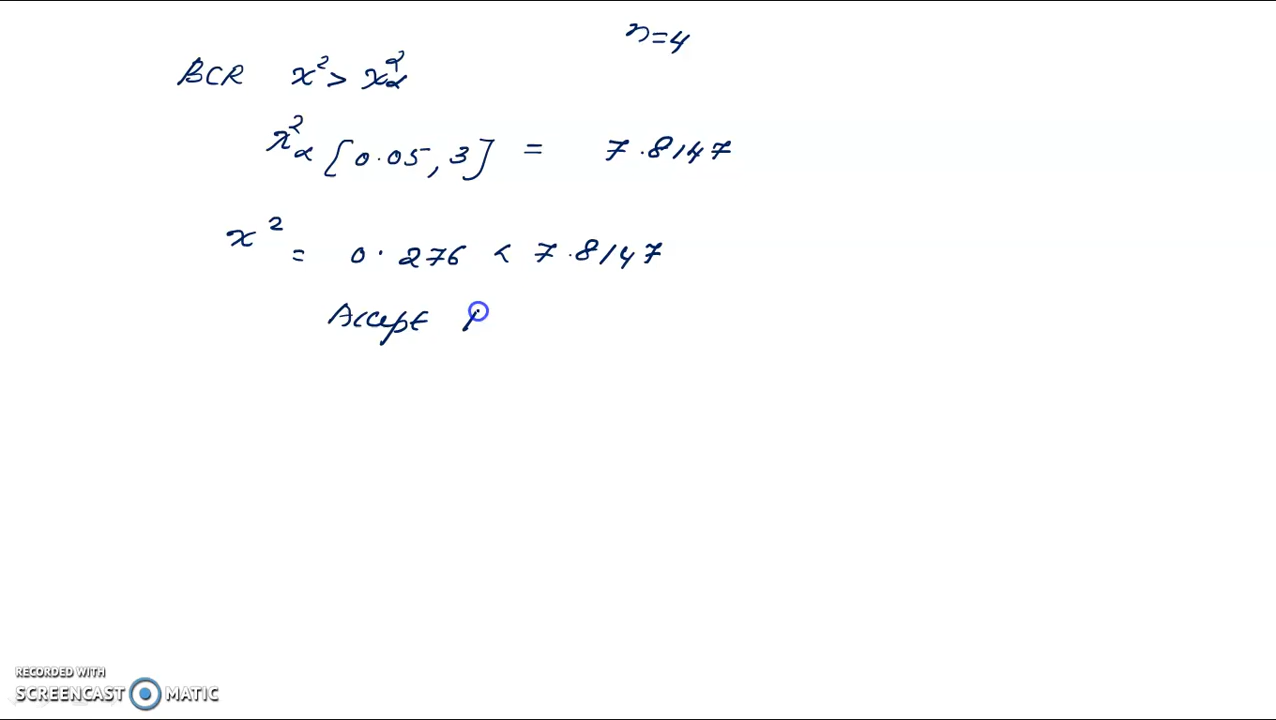 n=4
BCR x² > x²α
x²α [0.05, 3] = 7.8147
x² = 0.276 < 7.8147
Accept
RECORDED WITH
SCREENCAST MATIC